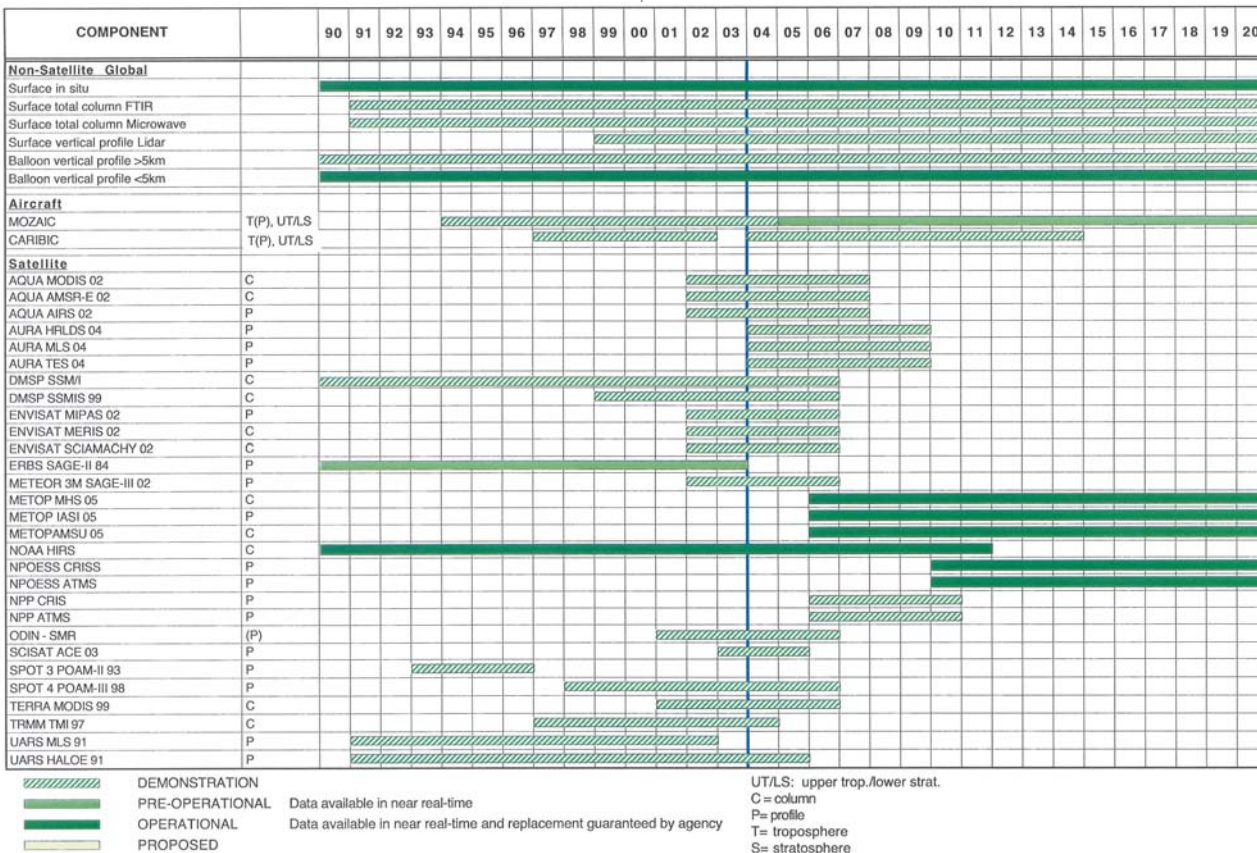 COMPONENT 90 91 92 93 94 95 96 97 98 99 00 01 02 03 04 05 06 07 08 09 10 11 12 13 14 15 16 17 18 19 20
Non-Satellite Global
Surface in situ
Surface total column FTIR
Surface total column Microwave
Surface vertical profile Lidar
Balloon vertical profile >5km
Balloon vertical profile <5km
Aircraft
MOZAIC T(P), UT/LS
CARIBIC T(P), UT/LS
Satellite
AQUA MODIS 02 C
AQUA AMSR-E 02 C
AQUA AIRS 02 P
AURA HRLDS 04 P
AURA MLS 04 P
AURA TES 04 P
DMSP SSM/I C
DMSP SSMIS 99 C
ENVISAT MIPAS 02 P
ENVISAT MERIS 02 C
ENVISAT SCIAMACHY 02 C
ERBS SAGE-II 84 P
METEOR 3M SAGE-III 02 P
METOP MHS 05 C
METOP IASI 05 P
METOPAMSU 05 C
NOAA HIRS C
NPOESS CRISS P
NPOESS ATMS P
NPP CRIS P
NPP ATMS P
ODIN - SMR (P)
SCISAT ACE 03 P
SPOT 3 POAM-II 93 P
SPOT 4 POAM-III 98 P
TERRA MODIS 99 C
TRMM TMI 97 C
UARS MLS 91 P
UARS HALOE 91 P
DEMONSTRATION
PRE-OPERATIONAL Data available in near real-time
OPERATIONAL Data available in near real-time and replacement guaranteed by agency
PROPOSED
UT/LS: upper trop./lower strat.
C = column
P= profile
T= troposphere
S= stratosphere